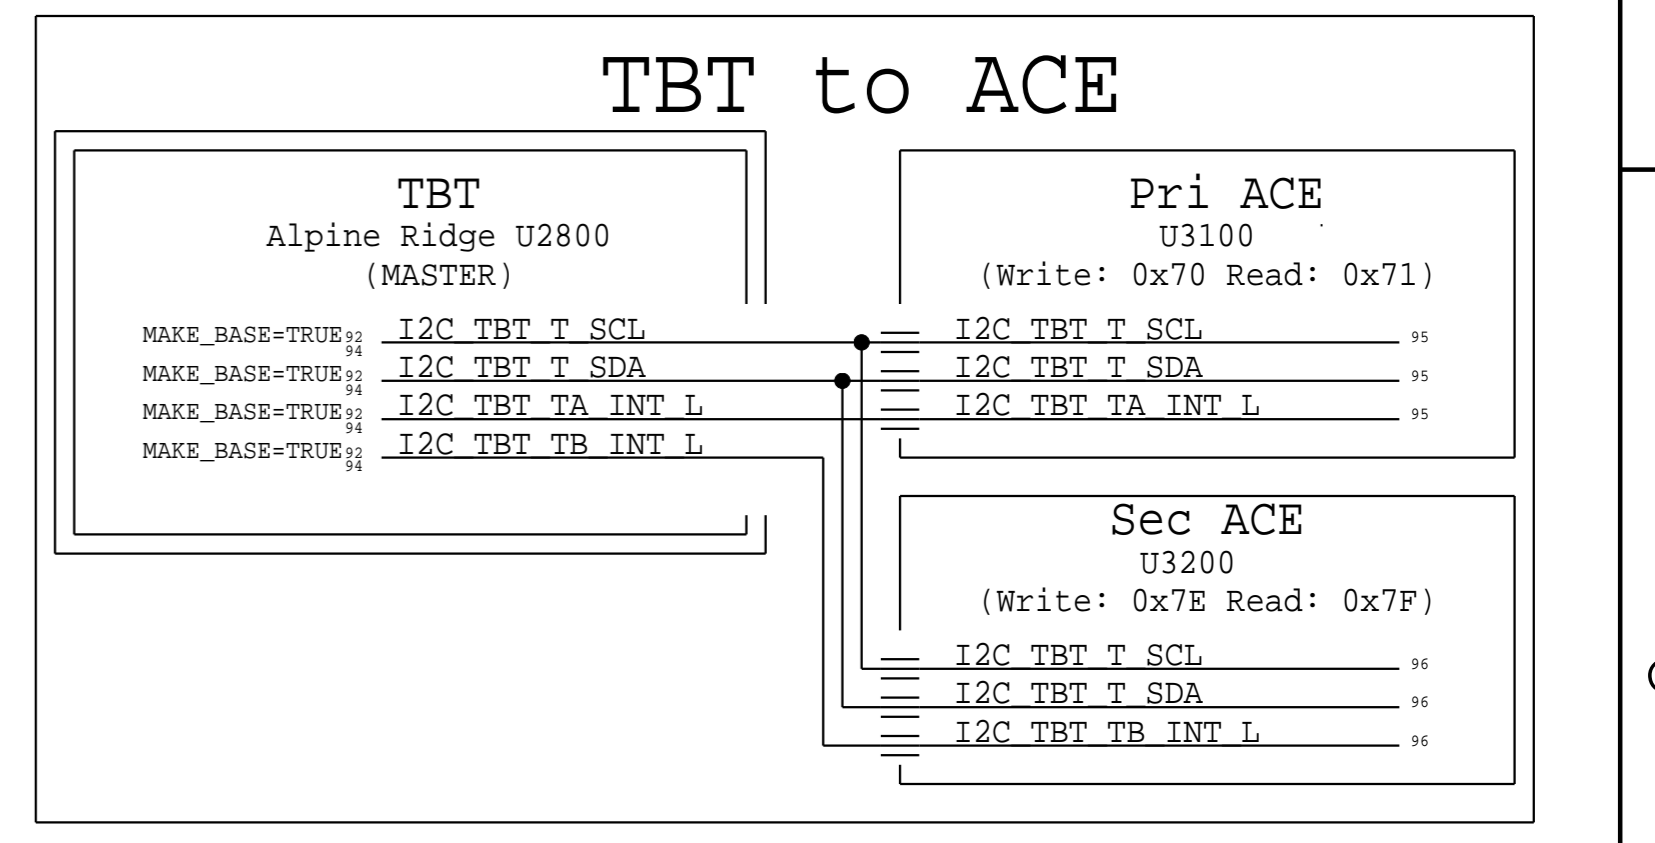 TBT to ACE
TBT
Alpine Ridge U2800
(MASTER)
MAKE_BASE=TRUE 92 94 I2C_TBT_T_SCL
MAKE_BASE=TRUE 92 94 I2C_TBT_T_SDA
MAKE_BASE=TRUE 92 94 I2C_TBT_TA_INT_L
MAKE_BASE=TRUE 92 94 I2C_TBT_TB_INT_L
Pri ACE
U3100
(Write: 0x70 Read: 0x71)
I2C_TBT_T_SCL 95
I2C_TBT_T_SDA 95
I2C_TBT_TA_INT_L 95
Sec ACE
U3200
(Write: 0x7E Read: 0x7F)
I2C_TBT_T_SCL 96
I2C_TBT_T_SDA 96
I2C_TBT_TB_INT_L 96